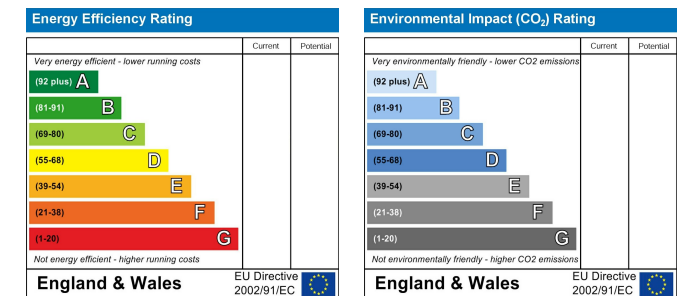 Energy Efficiency Rating
Current Potential
Very energy efficient - lower running costs
(92 plus) A
(81-91) B
(69-80) C
(55-68) D
(39-54) E
(21-38) F
(1-20) G
Not energy efficient - higher running costs
England & Wales
EU Directive
2002/91/EC
Environmental Impact (CO₂) Rating
Current Potential
Very environmentally friendly - lower CO2 emissions
(92 plus) A
(81-91) B
(69-80) C
(55-68) D
(39-54) E
(21-38) F
(1-20) G
Not environmentally friendly - higher CO2 emissions
England & Wales
EU Directive
2002/91/EC